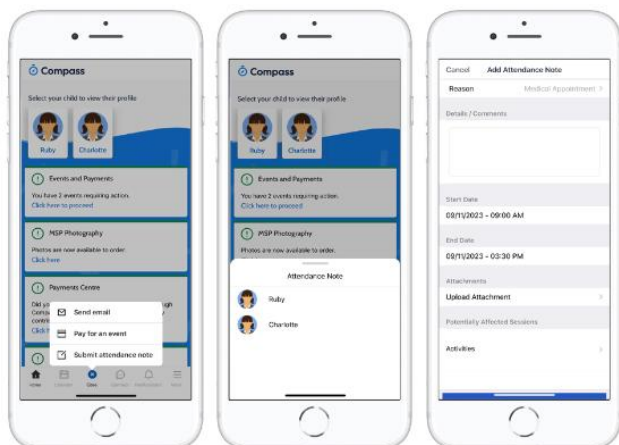 Compass
Select your child to view their profile
Ruby
Charlotte
Events and Payments
You have 2 events requiring action.
Click here to proceed
MSP Photography
Photos are now available to order.
Click here
Payments Centre
Send email
Pay for an event
Submit attendance note
Home
Compass
Select your child to view their profile
Ruby
Charlotte
Events and Payments
You have 2 events requiring action.
Click here to proceed
MSP Photography
Photos are now available to order.
Attendance Note
Ruby
Charlotte
Cancel
Add Attendance Note
Reason
Medical Appointment
Details / Comments
Start Date
09/11/2023 - 09:00 AM
End Date
09/11/2023 - 03:30 PM
Attachments
Upload Attachment
Potentially Affected Sessions
Activities